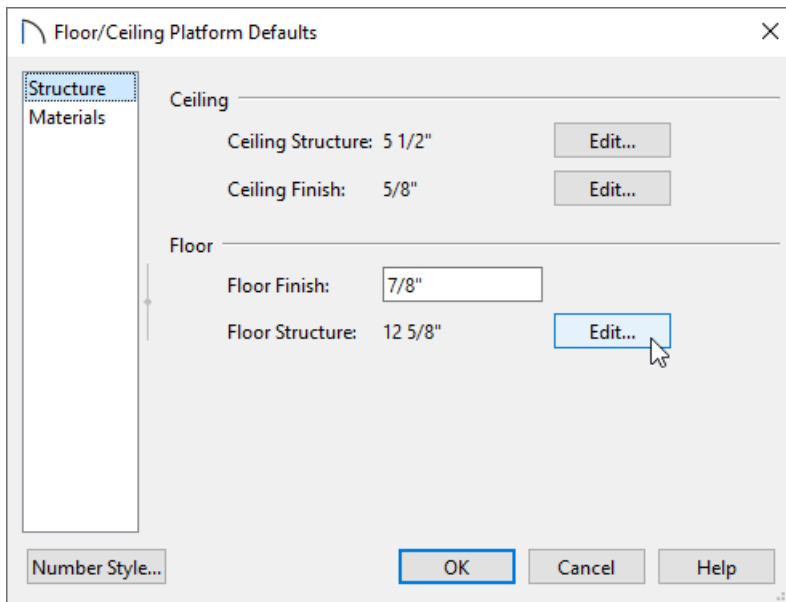 Floor/Ceiling Platform Defaults
Structure
Materials
Ceiling
Ceiling Structure: 5 1/2" Edit...
Ceiling Finish: 5/8" Edit...
Floor
Floor Finish: 7/8"
Floor Structure: 12 5/8" Edit...
Number Style... OK Cancel Help